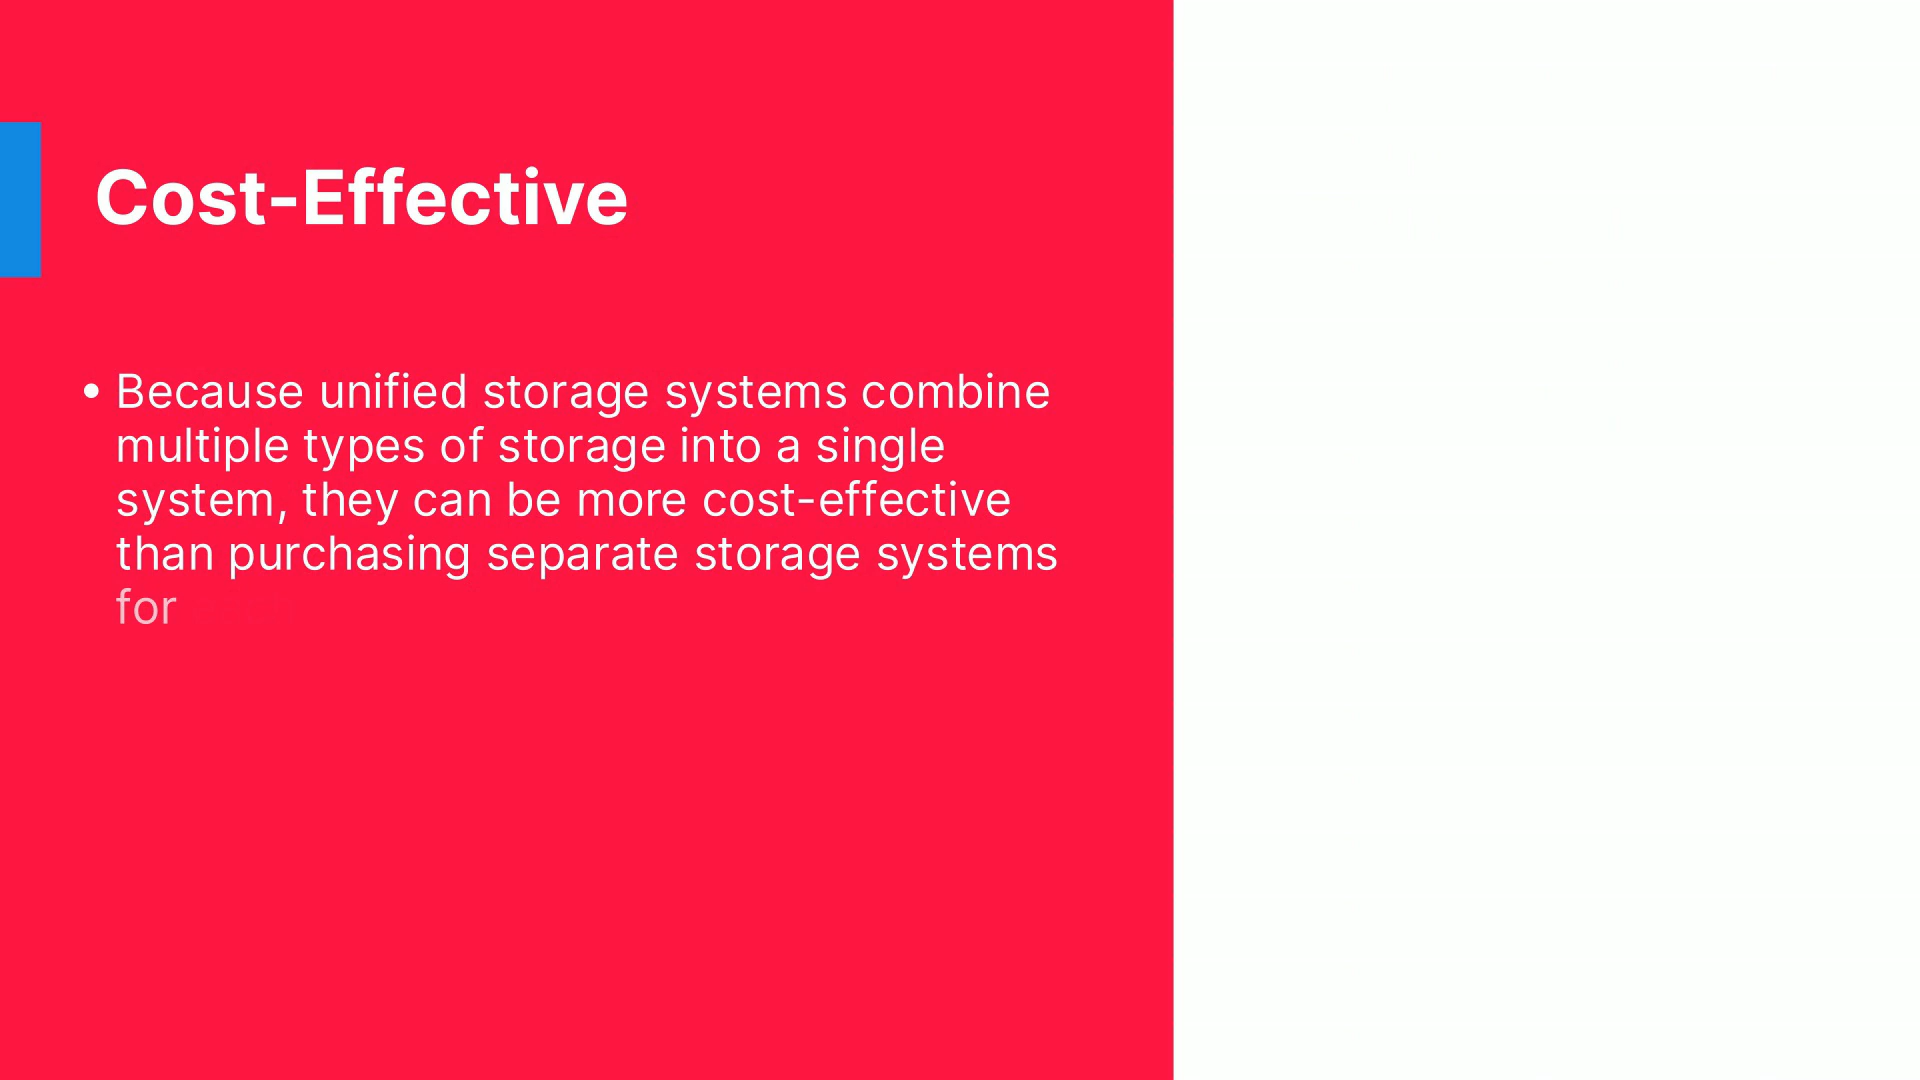 Cost-Effective
• Because unified storage systems combine
multiple types of storage into a single
system, they can be more cost-effective
than purchasing separate storage systems
for